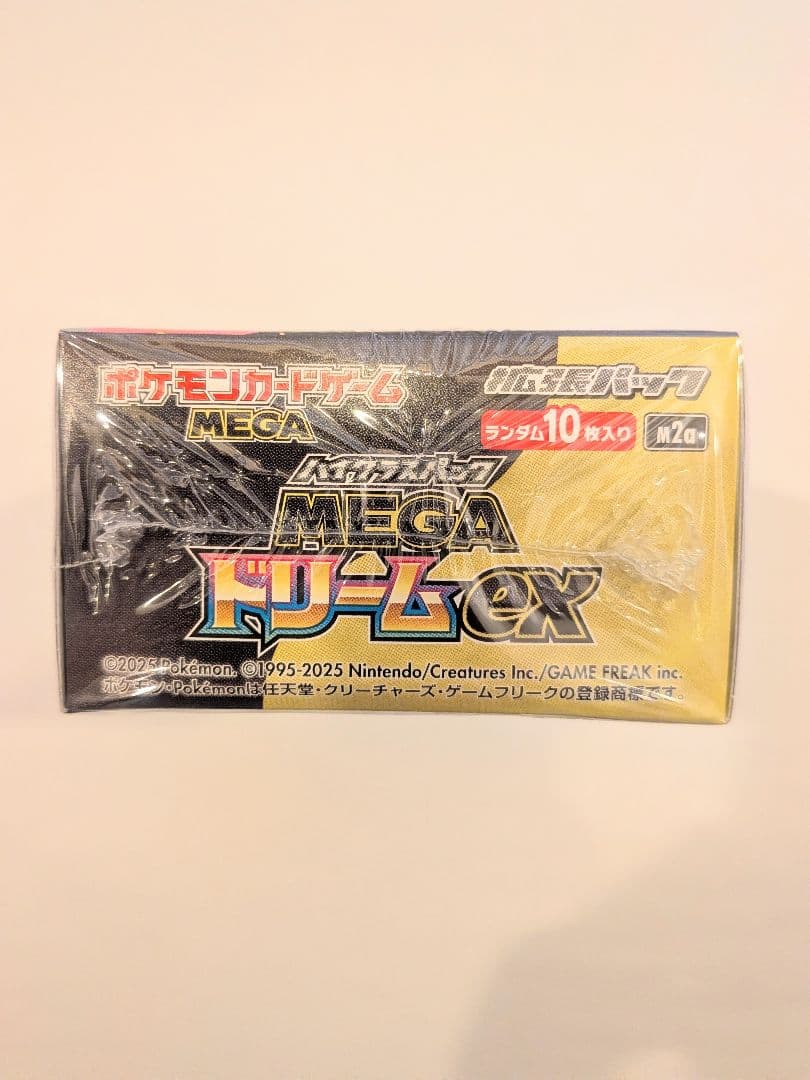 ポケモンカードゲーム
MEGA
拡張パック
ランダム10枚入り
M2a
ハイクラスパック
MEGA
ドリームex
©2025 Pokémon. ©1995-2025 Nintendo/Creatures Inc./GAME FREAK inc.
ポケモン・Pokémonは任天堂・クリーチャーズ・ゲームフリークの登録商標です。